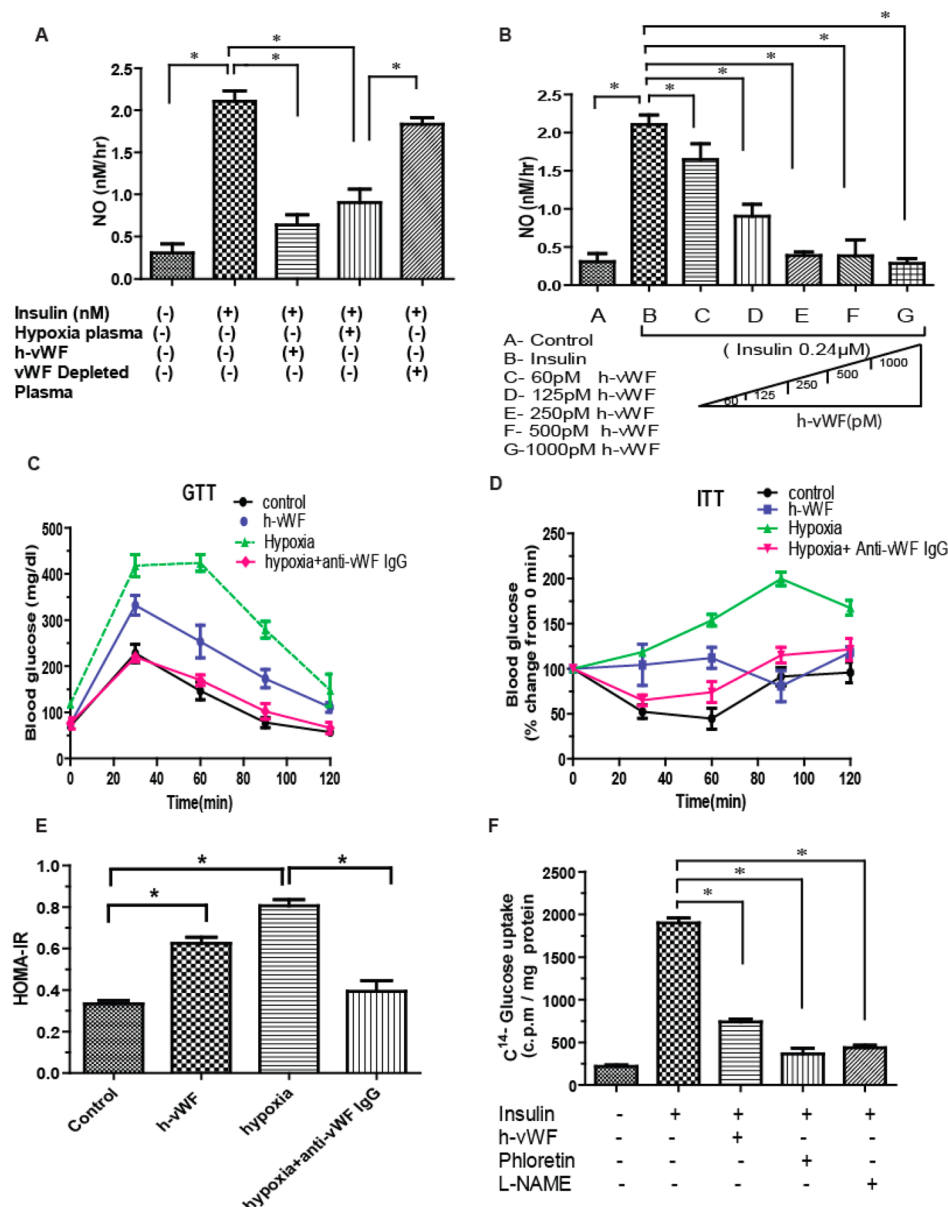 A
*
*
*
*
NO (nM/hr)
2.5
2.0
1.5
1.0
0.5
0.0
Insulin (nM) (-) (+) (+) (+) (+)
Hypoxia plasma (-) (-) (-) (+) (-)
h-vWF (-) (-) (+) (-) (-)
vWF Depleted (-) (-) (-) (-) (+)
Plasma
B
*
*
*
*
*
*
NO (nM/hr)
2.5
2.0
1.5
1.0
0.5
0.0
A B C D E F G
( Insulin 0.24µM)
A- Control
B- Insulin
C- 60pM h-vWF
D- 125pM h-vWF
E- 250pM h-vWF
F- 500pM h-vWF
G-1000pM h-vWF
60 125 250 500 1000
h-vWF(pM)
C
GTT
control
h-vWF
Hypoxia
hypoxia+anti-vWF IgG
Blood glucose (mg/dl)
500
400
300
200
100
0
0 20 40 60 80 100 120
Time(min)
D
ITT
control
h-vWF
Hypoxia
Hypoxia+ Anti-vWF IgG
Blood glucose
(% change from 0 min)
250
200
150
100
50
0
0 20 40 60 80 100 120
Time(min)
E
*
*
*
HOMA-IR
1.0
0.8
0.6
0.4
0.2
0.0
Control
h-vWF
hypoxia
hypoxia+anti-vWF IgG
F
*
*
*
C14- Glucose uptake
(c.p.m / mg protein
2500
2000
1750
1500
1250
1000
750
500
250
0
Insulin - + + + +
h-vWF - - + - -
Phloretin - - - + -
L-NAME - - - - +